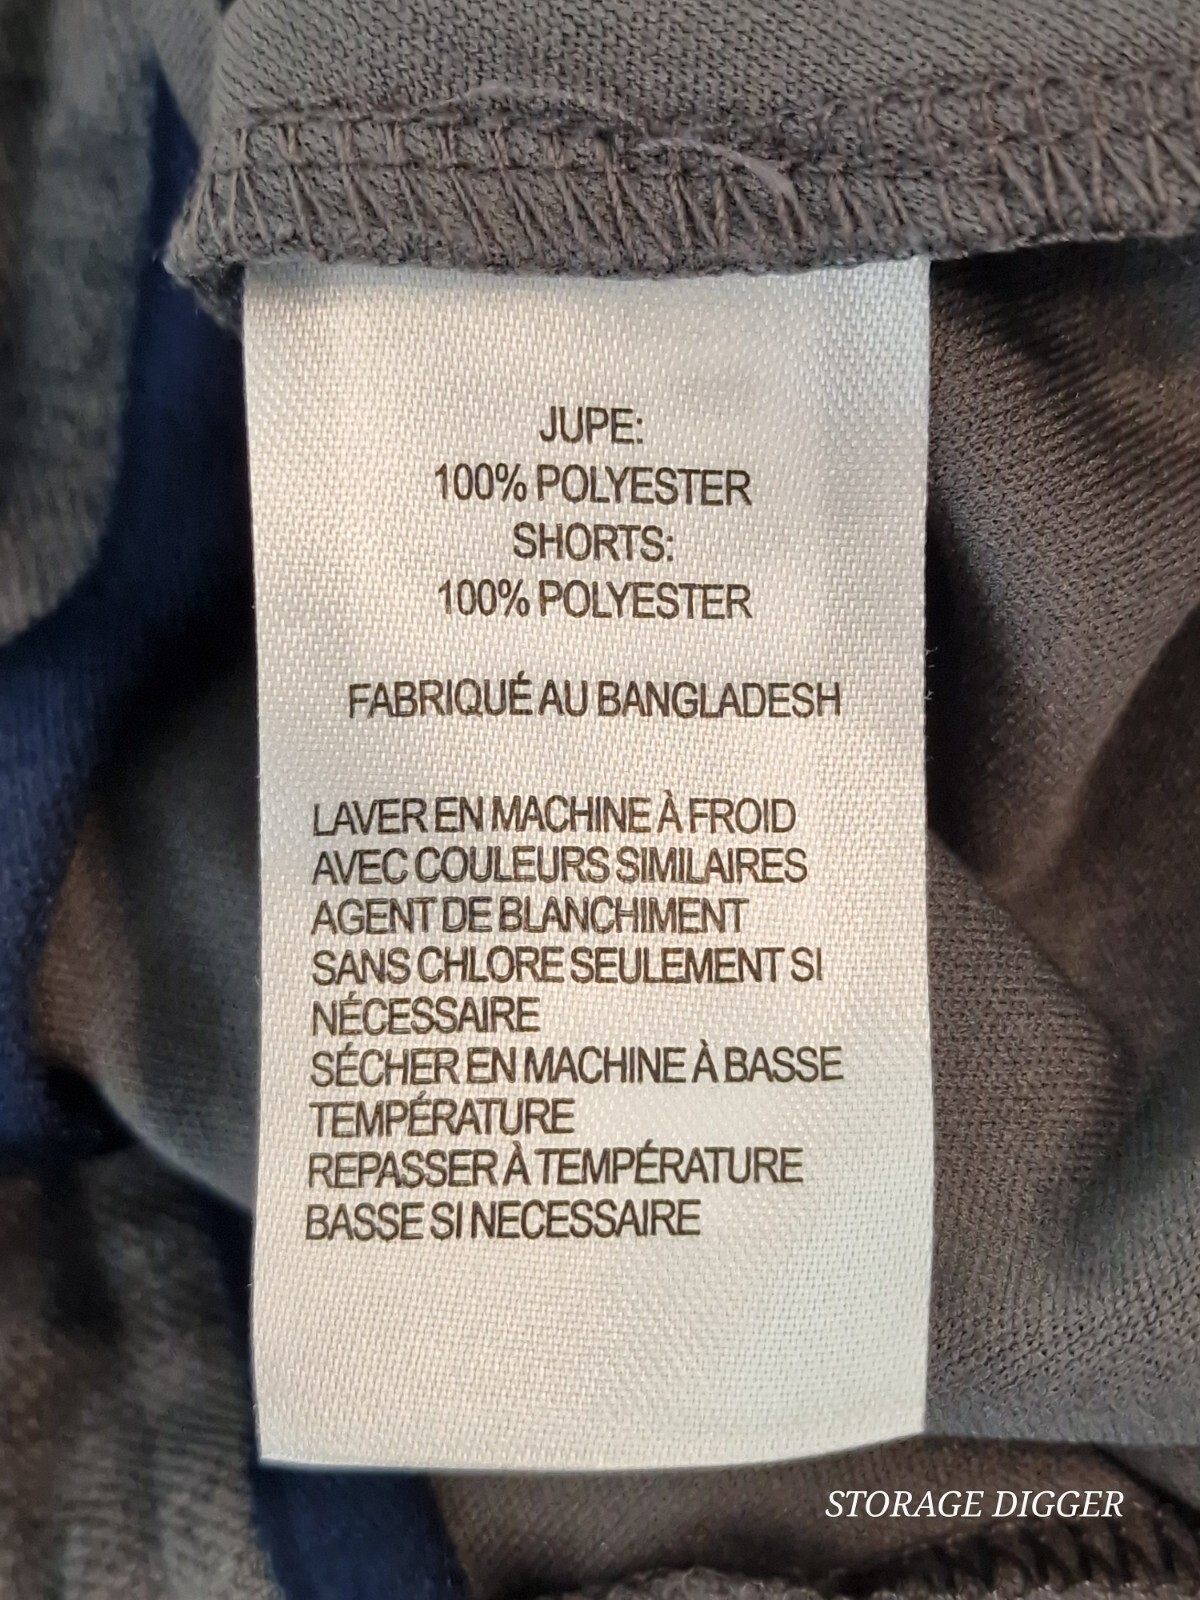 JUPE:
100% POLYESTER
SHORTS:
100% POLYESTER
FABRIQUÉ AU BANGLADESH
LAVER EN MACHINE À FROID
AVEC COULEURS SIMILAIRES
AGENT DE BLANCHIMENT
SANS CHLORE SEULEMENT SI
NÉCESSAIRE
SÉCHER EN MACHINE À BASSE
TEMPÉRATURE
REPASSER À TEMPÉRATURE
BASSE SI NECESSAIRE
STORAGE DIGGER